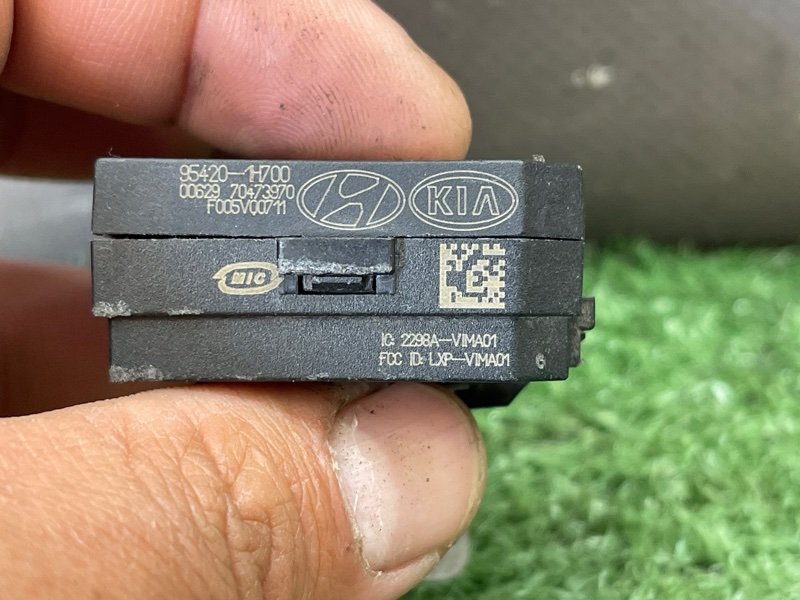 95420-1H700
00629 70473970
F005V00711
KIA
MIC
IC: 2298A-VIMA01
FCC ID: LXP-VIMA01